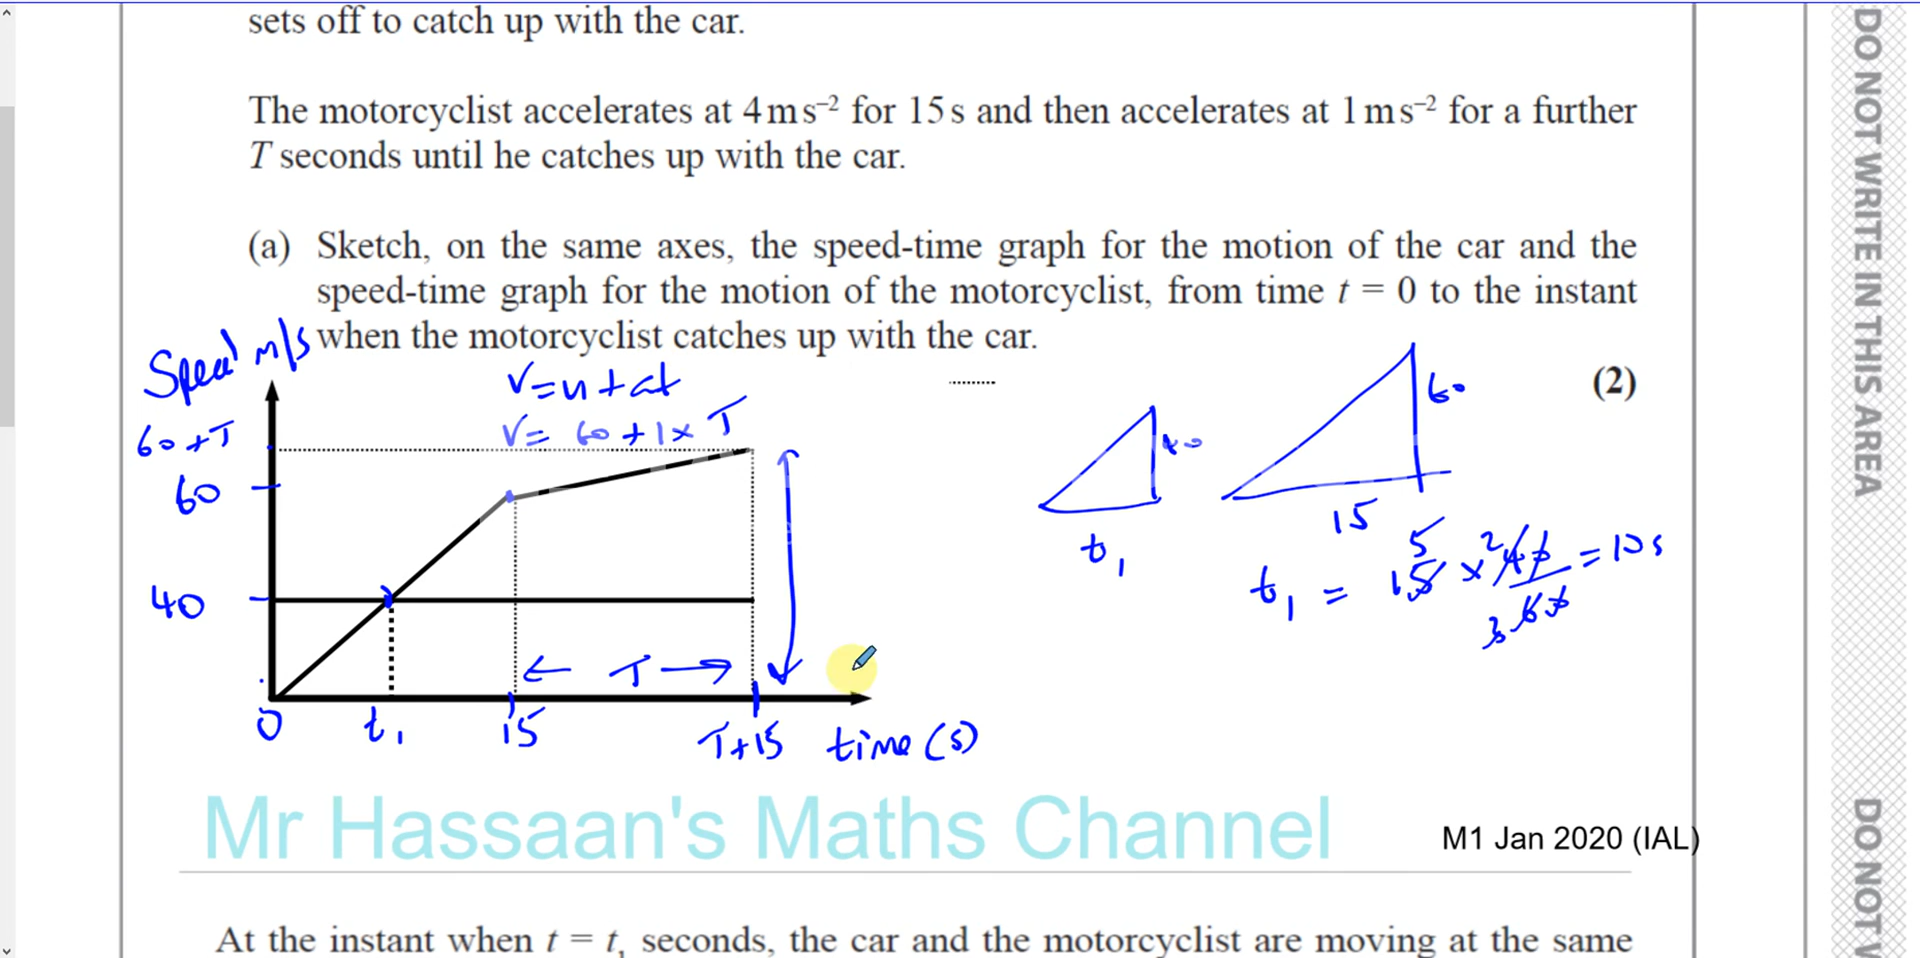 sets off to catch up with the car.
The motorcyclist accelerates at 4 m s⁻² for 15 s and then accelerates at 1 m s⁻² for a further
T seconds until he catches up with the car.
(a) Sketch, on the same axes, the speed-time graph for the motion of the car and the
speed-time graph for the motion of the motorcyclist, from time t = 0 to the instant
when the motorcyclist catches up with the car.
(2)
Speed m/s
V=u+at
V= 60+1×T
60+T
60
40
0
t₁
15
T+15
time (s)
T
40
t₁
60
15
t₁ = 15 × 40/60 = 10s
5
2
3
Mr Hassaan's Maths Channel
M1 Jan 2020 (IAL)
At the instant when t = t₁ seconds, the car and the motorcyclist are moving at the same
DO NOT WRITE IN THIS AREA
DO NOT W